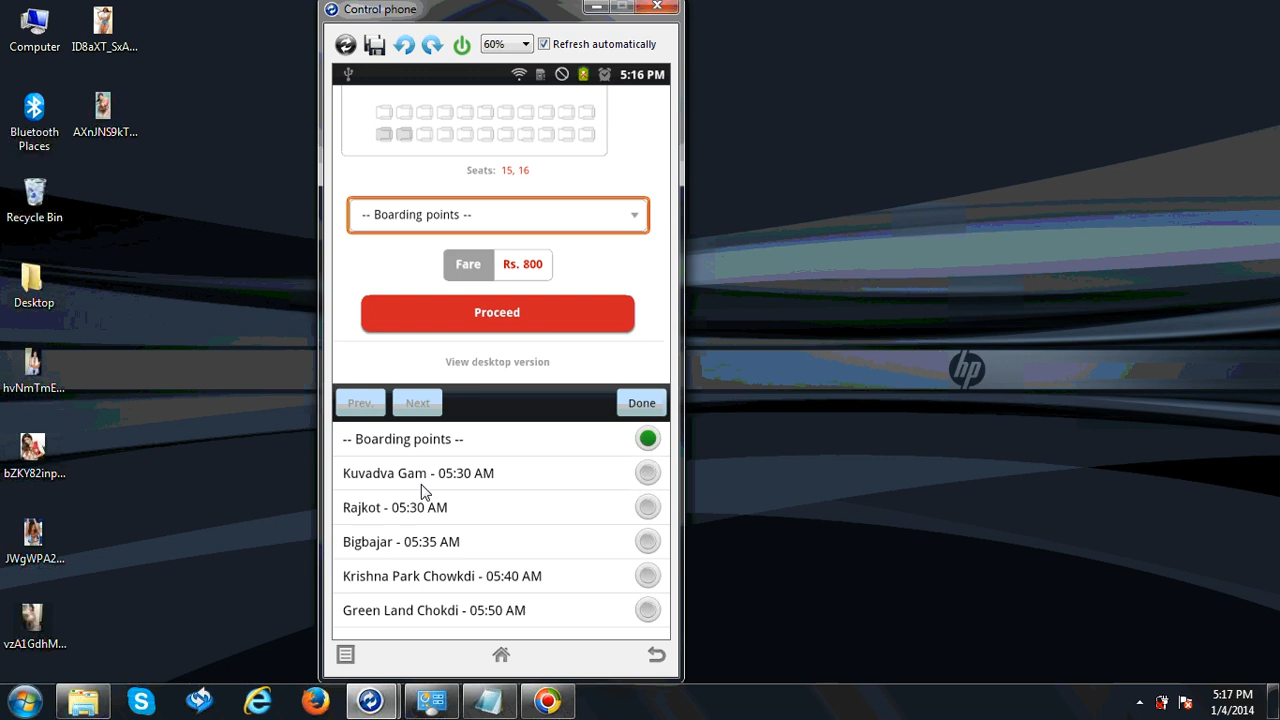 Control phone
60%
Refresh automatically
5:16 PM
Seats: 15, 16
-- Boarding points --
Fare
Rs. 800
Proceed
View desktop version
Prev.
Next
Done
-- Boarding points --
Kuvadva Gam - 05:30 AM
Rajkot - 05:30 AM
Bigbajar - 05:35 AM
Krishna Park Chowkdi - 05:40 AM
Green Land Chokdi - 05:50 AM
Computer
ID8aXT_SxA...
Bluetooth
Places
AXnJNS9kT...
Recycle Bin
Desktop
hvNmTmE...
bZKY82inp...
JWgWPA2...
vzA1GdhM...
hp
5:17 PM
1/4/2014